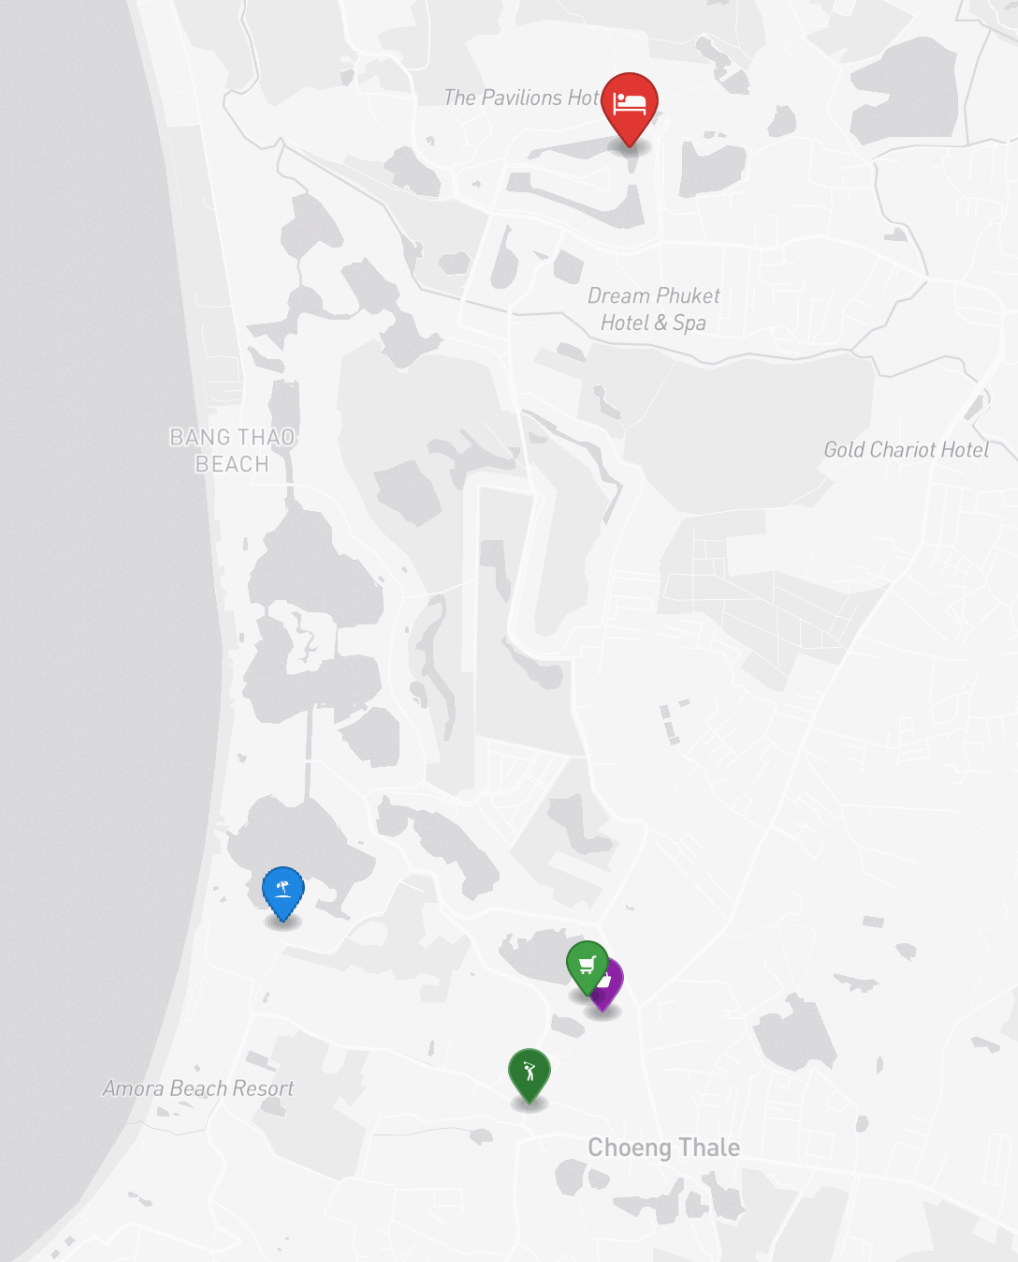 The Pavilions Hot
Dream Phuket
Hotel & Spa
BANG THAO
BEACH
Gold Chariot Hotel
Amora Beach Resort
Choeng Thale